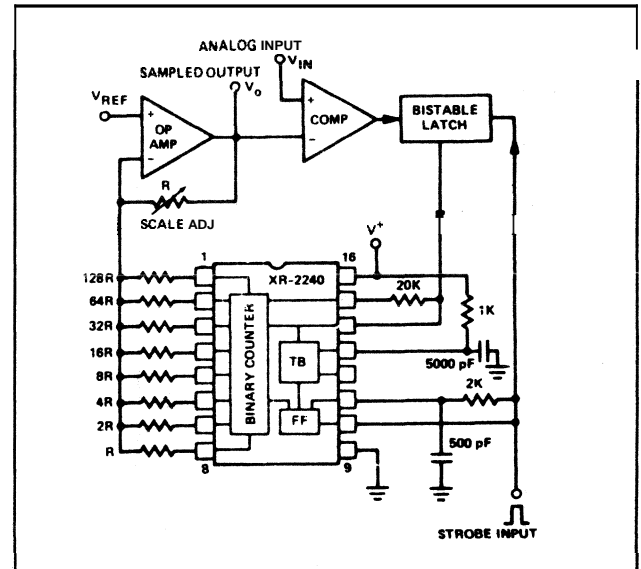 ANALOG INPUT
VIN
SAMPLED OUTPUT
Vo
VREF
+
OP
AMP
−
+
COMP
−
BISTABLE
LATCH
R
SCALE ADJ
V+
1
16
XR-2240
128R
64R
32R
16R
8R
4R
2R
R
BINARY COUNTER
TB
FF
20K
1K
5000 pF
2K
500 pF
8
9
STROBE INPUT